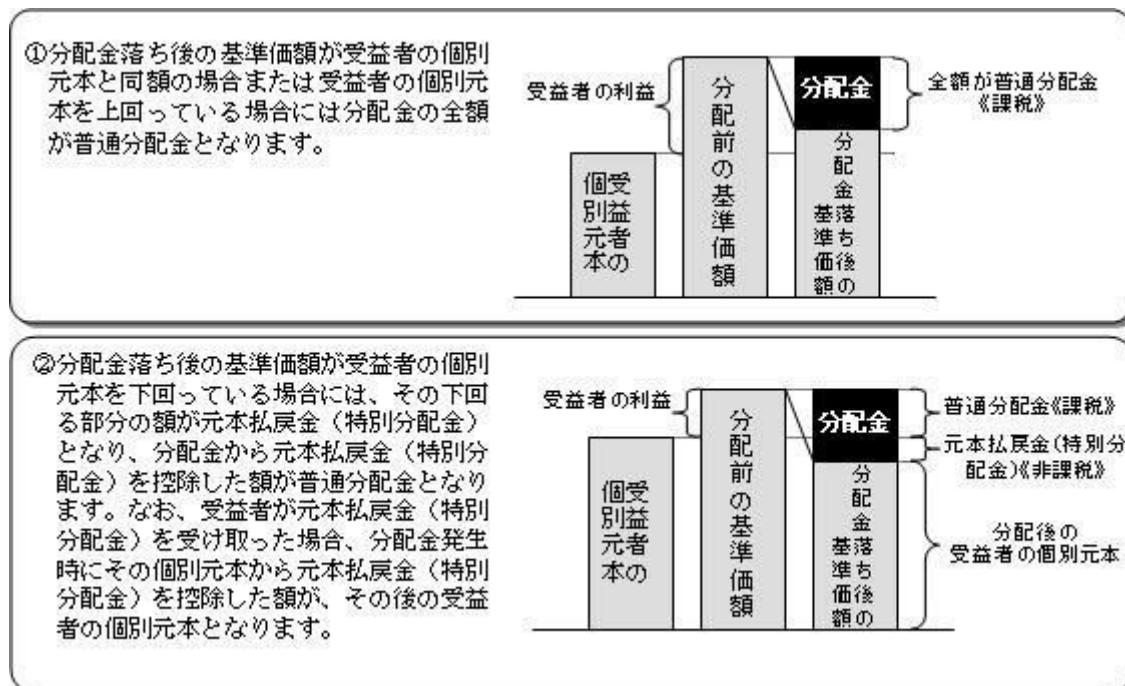 ①分配金落ち後の基準価額が受益者の個別
元本と同額の場合または受益者の個別元
本を上回っている場合には分配金の全額
が普通分配金となります。
受益者の利益
個別元本
受益者の
分配前の基準価額
分配金
基準価額
分配金落ち後の
全額が普通分配金
《課税》
②分配金落ち後の基準価額が受益者の個別
元本を下回っている場合には、その下回
る部分の額が元本払戻金（特別分配金）
となり、分配金から元本払戻金（特別分
配金）を控除した額が普通分配金となり
ます。なお、受益者が元本払戻金（特別
分配金）を受け取った場合、分配金発生
時にその個別元本から元本払戻金（特別
分配金）を控除した額が、その後の受益
者の個別元本となります。
受益者の利益
受益者の
個別元本
分配前の基準価額
分配金
分配金落ち後の
基準価額
普通分配金《課税》
元本払戻金（特別分
配金）《非課税》
分配後の
受益者の個別元本